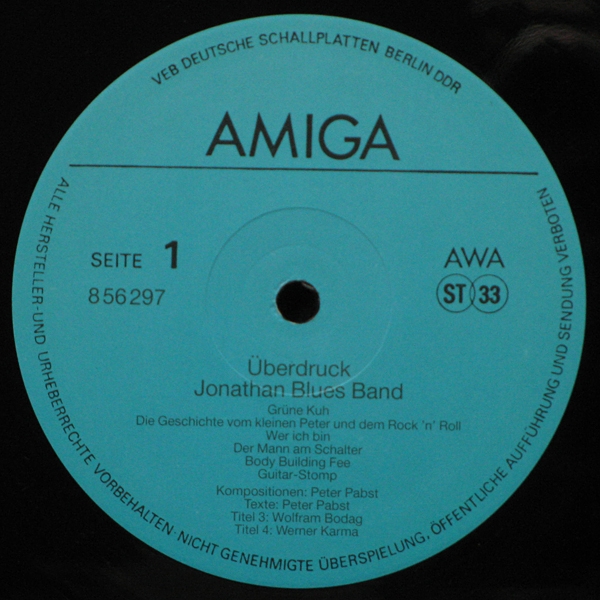 VEB DEUTSCHE SCHALLPLATTEN BERLIN DDR
AMIGA
SEITE 1
856297
AWA
ST 33
Überdruck
Jonathan Blues Band
Grüne Kuh
Die Geschichte vom kleinen Peter und dem Rock 'n' Roll
Wer ich bin
Der Mann am Schalter
Body Building Fee
Guitar-Stomp
Kompositionen: Peter Pabst
Texte: Peter Pabst
Titel 3: Wolfram Bodag
Titel 4: Werner Karma
ALLE HERSTELLER-UND URHEBERRECHTE VORBEHALTEN·NICHT GENEHMIGTE ÜBERSPIELUNG, ÖFFENTLICHE AUFFÜHRUNG UND SENDUNG VERBOTEN